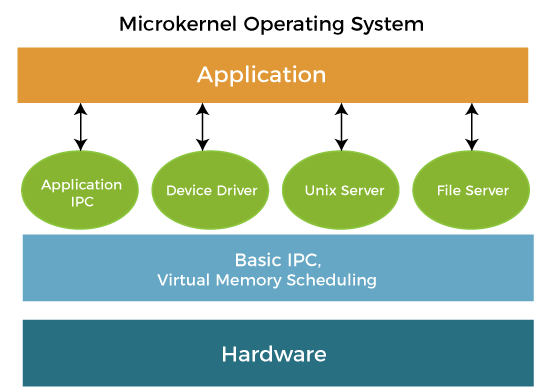 Microkernel Operating System
Application
Application
IPC
Device Driver
Unix Server
File Server
Basic IPC,
Virtual Memory Scheduling
Hardware